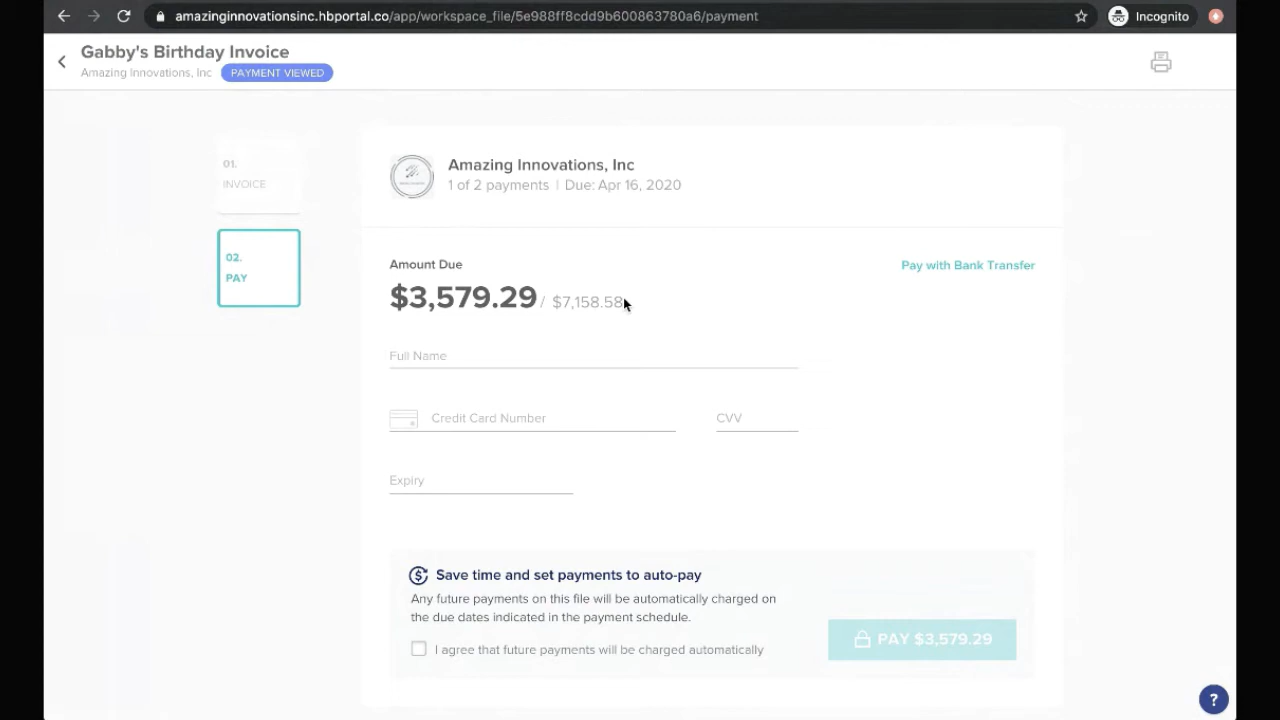 amazinginnovationsinc.hbportal.co/app/workspace_file/5e988ff8cdd9b600863780a6/payment
Incognito
Gabby's Birthday Invoice
Amazing Innovations, Inc PAYMENT VIEWED
01.
INVOICE
02.
PAY
Amazing Innovations, Inc
1 of 2 payments | Due: Apr 16, 2020
Amount Due
Pay with Bank Transfer
$3,579.29 / $7,158.58
Full Name
Credit Card Number
CVV
Expiry
Save time and set payments to auto-pay
Any future payments on this file will be automatically charged on
the due dates indicated in the payment schedule.
I agree that future payments will be charged automatically
PAY $3,579.29
?